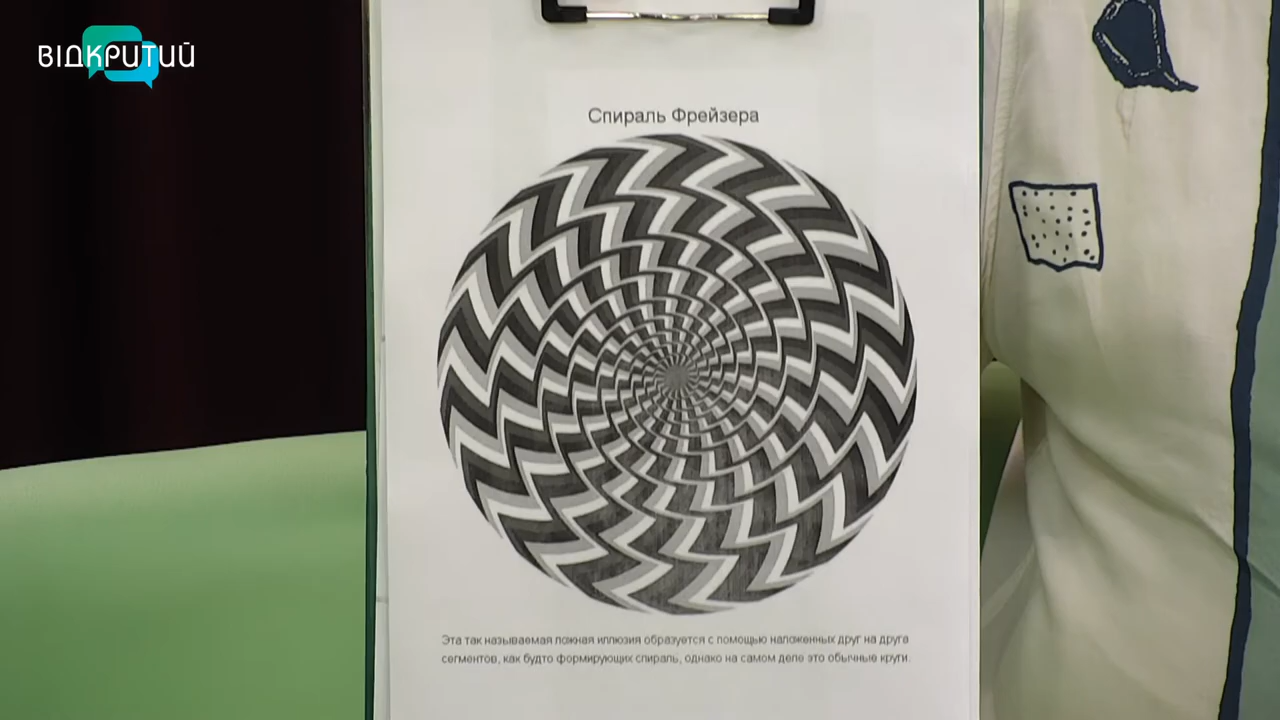 ВІДКРИТИЙ
Спираль Фрейзера
Эта так называемая ложная иллюзия образуется с помощью наложенных друг на друга
сегментов, как будто формирующих спираль, однако на самом деле это обычные круги.